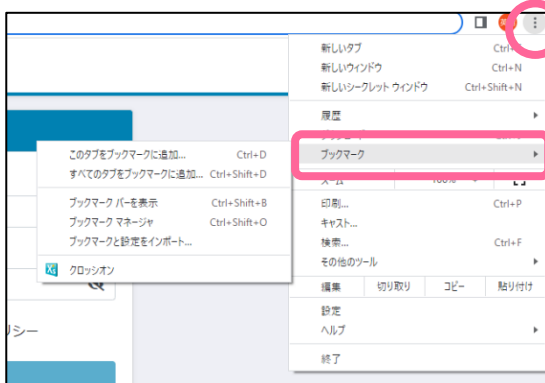 新しいタブ
新しいウィンドウ Ctrl+N
新しいシークレット ウィンドウ Ctrl+Shift+N
履歴
ブックマーク
印刷... Ctrl+P
キャスト...
検索... Ctrl+F
その他のツール
編集 切り取り コピー 貼り付け
設定
ヘルプ
終了
このタブをブックマークに追加... Ctrl+D
すべてのタブをブックマークに追加... Ctrl+Shift+D
ブックマーク バーを表示 Ctrl+Shift+B
ブックマーク マネージャ Ctrl+Shift+O
ブックマークと設定をインポート...
クロッシオン
リシー